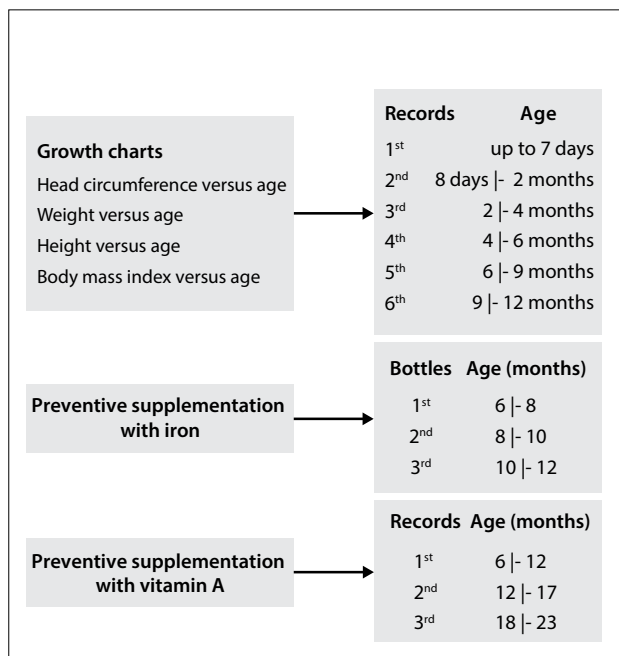 Growth charts
Head circumference versus age
Weight versus age
Height versus age
Body mass index versus age
Records Age
1st up to 7 days
2nd 8 days |- 2 months
3rd 2 |- 4 months
4th 4 |- 6 months
5th 6 |- 9 months
6th 9 |- 12 months
Preventive supplementation
with iron
Bottles Age (months)
1st 6 |- 8
2nd 8 |- 10
3rd 10 |- 12
Preventive supplementation
with vitamin A
Records Age (months)
1st 6 |- 12
2nd 12 |- 17
3rd 18 |- 23